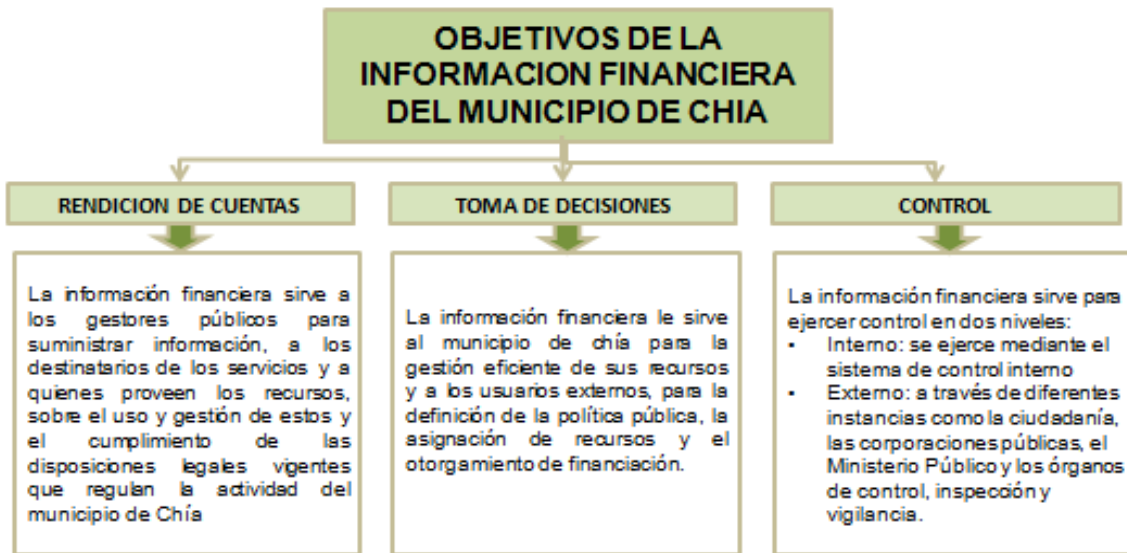 OBJETIVOS DE LA
INFORMACION FINANCIERA
DEL MUNICIPIO DE CHIA
RENDICION DE CUENTAS
La información financiera sirve a
los gestores públicos para
suministrar información, a los
destinatarios de los servicios y a
quienes proveen los recursos,
sobre el uso y gestión de estos y
el cumplimiento de las
disposiciones legales vigentes
que regulan la actividad del
municipio de Chía
TOMA DE DECISIONES
La información financiera le sirve
al municipio de chía para la
gestión eficiente de sus recursos
y a los usuarios externos, para la
definición de la política pública, la
asignación de recursos y el
otorgamiento de financiación.
CONTROL
La información financiera sirve para
ejercer control en dos niveles:
• Interno: se ejerce mediante el
sistema de control interno
• Externo: a través de diferentes
instancias como la ciudadanía,
las corporaciones públicas, el
Ministerio Público y los órganos
de control, inspección y
vigilancia.